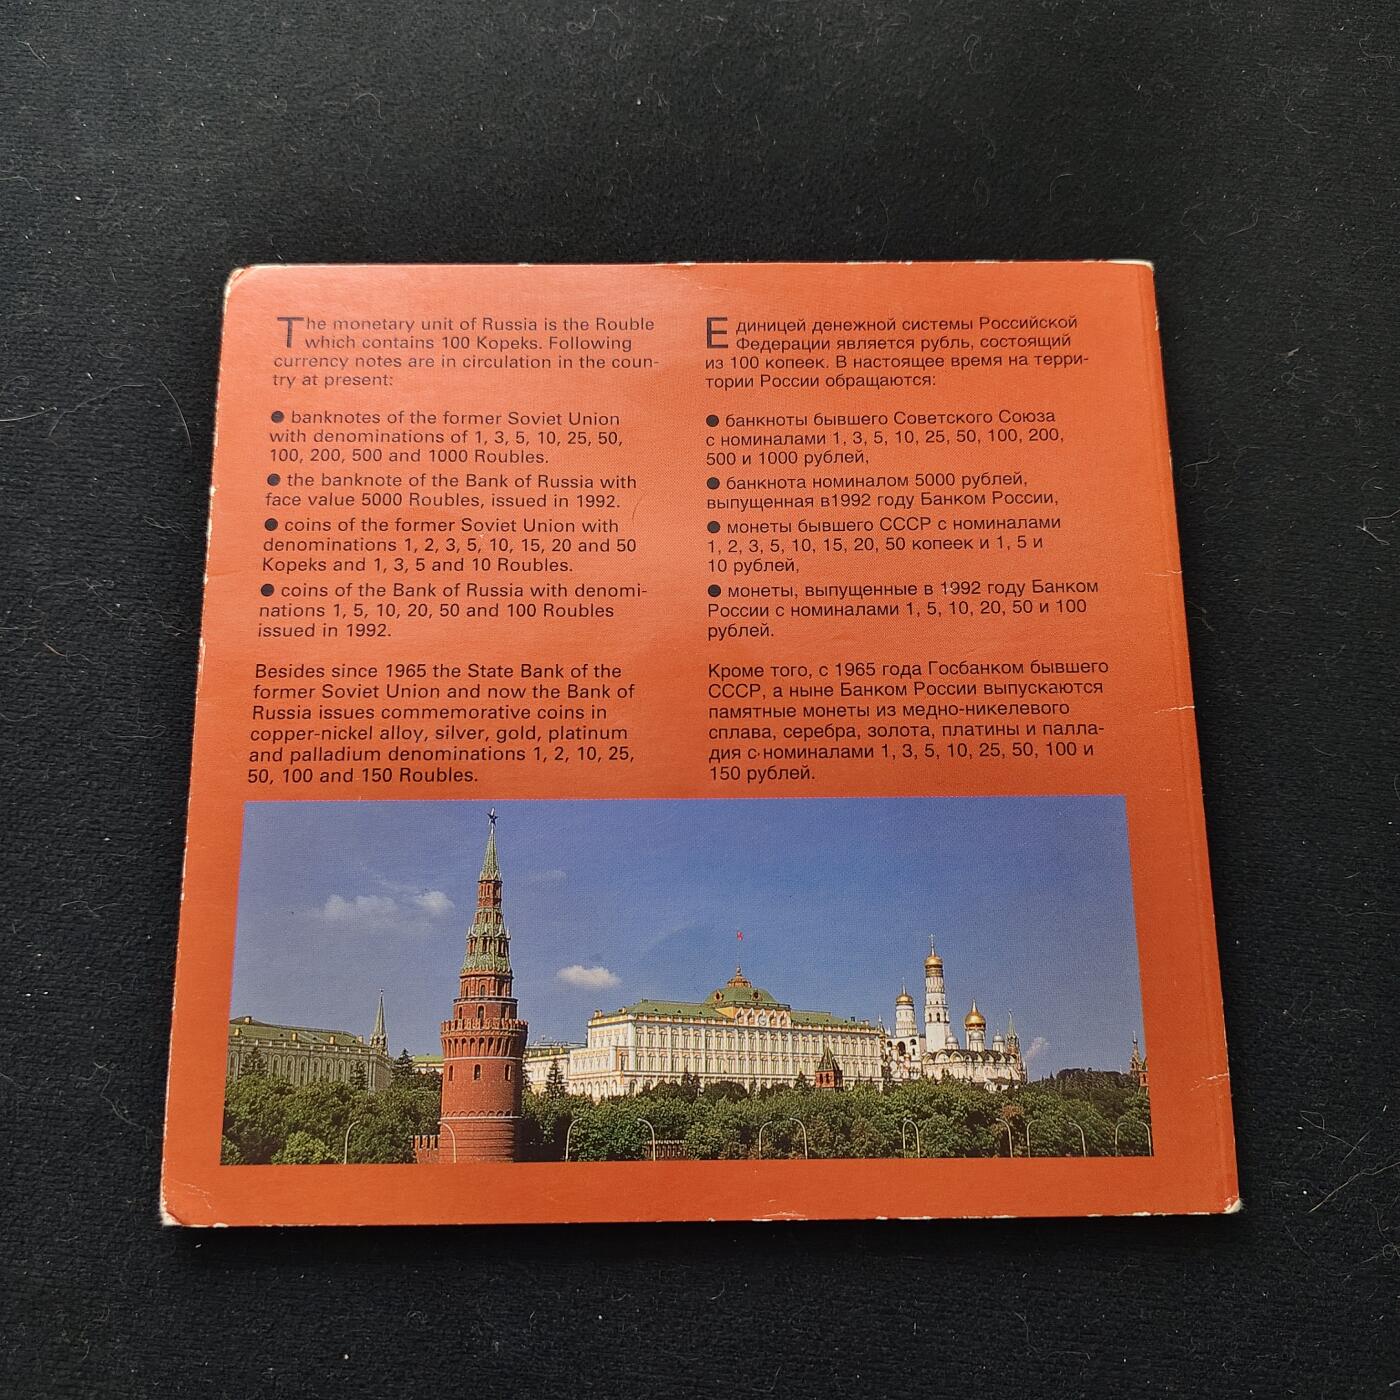 The monetary unit of Russia is the Rouble
which contains 100 Kopeks. Following
currency notes are in circulation in the coun-
try at present:
● banknotes of the former Soviet Union
with denominations of 1, 3, 5, 10, 25, 50,
100, 200, 500 and 1000 Roubles.
● the banknote of the Bank of Russia with
face value 5000 Roubles, issued in 1992.
● coins of the former Soviet Union with
denominations 1, 2, 3, 5, 10, 15, 20 and 50
Kopeks and 1, 3, 5 and 10 Roubles.
● coins of the Bank of Russia with denomi-
nations 1, 5, 10, 20, 50 and 100 Roubles
issued in 1992.
Besides since 1965 the State Bank of the
former Soviet Union and now the Bank of
Russia issues commemorative coins in
copper-nickel alloy, silver, gold, platinum
and palladium denominations 1, 2, 10, 25,
50, 100 and 150 Roubles.
Единицей денежной системы Российской
Федерации является рубль, состоящий
из 100 копеек. В настоящее время на терри-
тории России обращаются:
● банкноты бывшего Советского Союза
с номиналами 1, 3, 5, 10, 25, 50, 100, 200,
500 и 1000 рублей,
● банкнота номиналом 5000 рублей,
выпущенная в1992 году Банком России,
● монеты бывшего СССР с номиналами
1, 2, 3, 5, 10, 15, 20, 50 копеек и 1, 5 и
10 рублей,
● монеты, выпущенные в 1992 году Банком
России с номиналами 1, 5, 10, 20, 50 и 100
рублей.
Кроме того, с 1965 года Госбанком бывшего
СССР, а ныне Банком России выпускаются
памятные монеты из медно-никелевого
сплава, серебра, золота, платины и палла-
дия с номиналами 1, 3, 5, 10, 25, 50, 100 и
150 рублей.